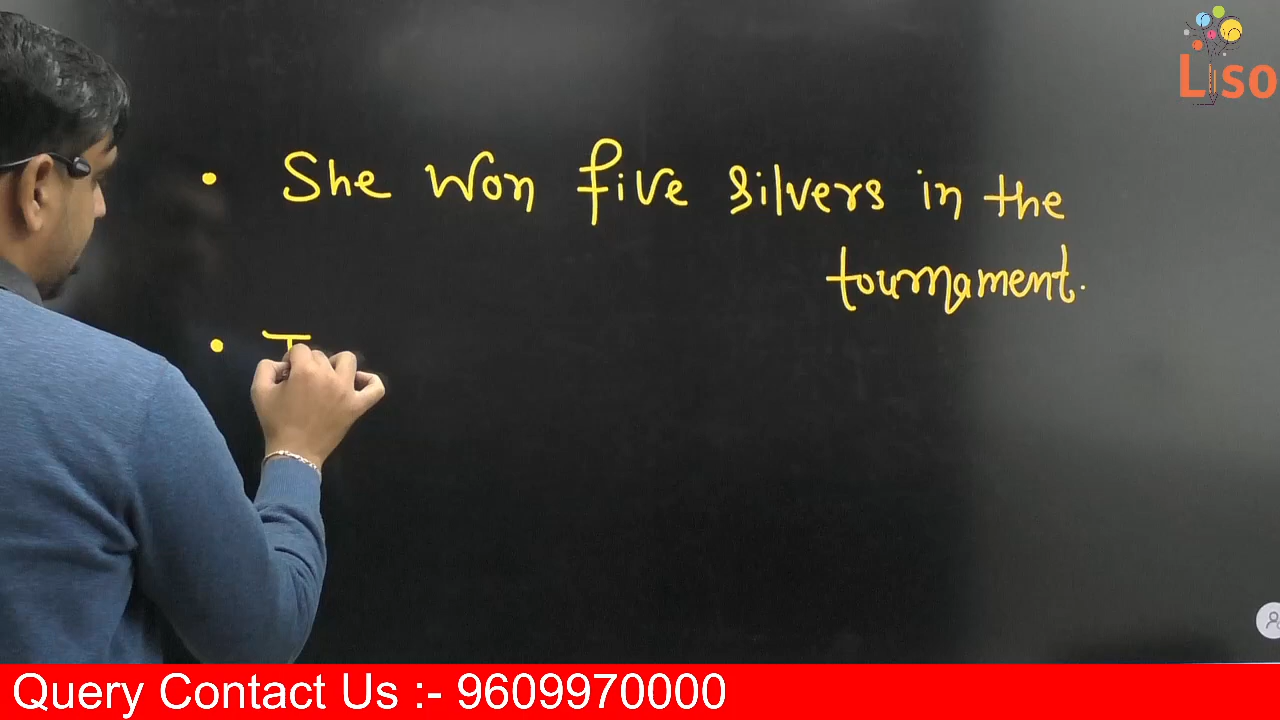 Liso
• She won five silvers in the
tournament.
•
Query Contact Us :- 9609970000